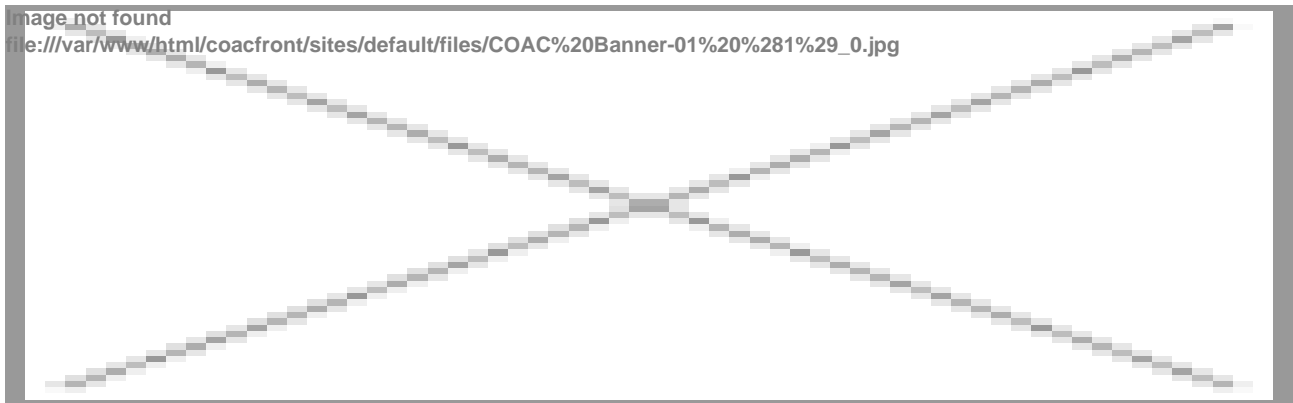 Image not found
file:///var/www/html/coacfront/sites/default/files/COAC%20Banner-01%20%281%29_0.jpg